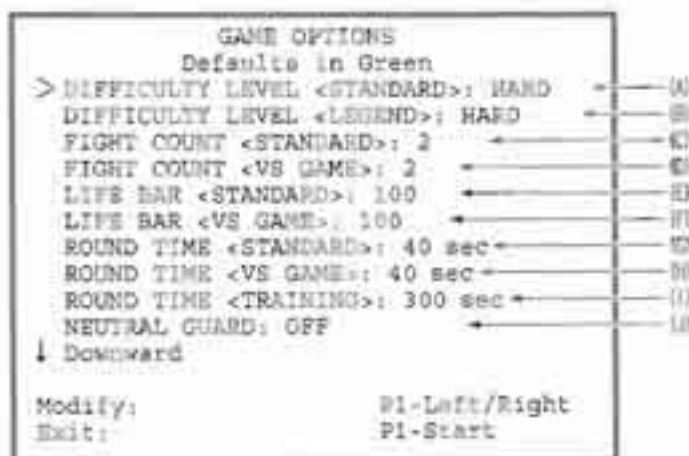 GAME OPTIONS
Defaults in Green
> DIFFICULTY LEVEL <STANDARD>: HARD (A)
DIFFICULTY LEVEL <LEGEND>: HARD (B)
FIGHT COUNT <STANDARD>: 2 (C)
FIGHT COUNT <VS GAME>: 2 (D)
LIFE BAR <STANDARD>: 100 (E)
LIFE BAR <VS GAME>: 100 (F)
ROUND TIME <STANDARD>: 40 sec (G)
ROUND TIME <VS GAME>: 40 sec (H)
ROUND TIME <TRAINING>: 300 sec (I)
NEUTRAL GUARD: OFF (J)
↓ Downward
Modify: P1-Left/Right
Exit: P1-Start